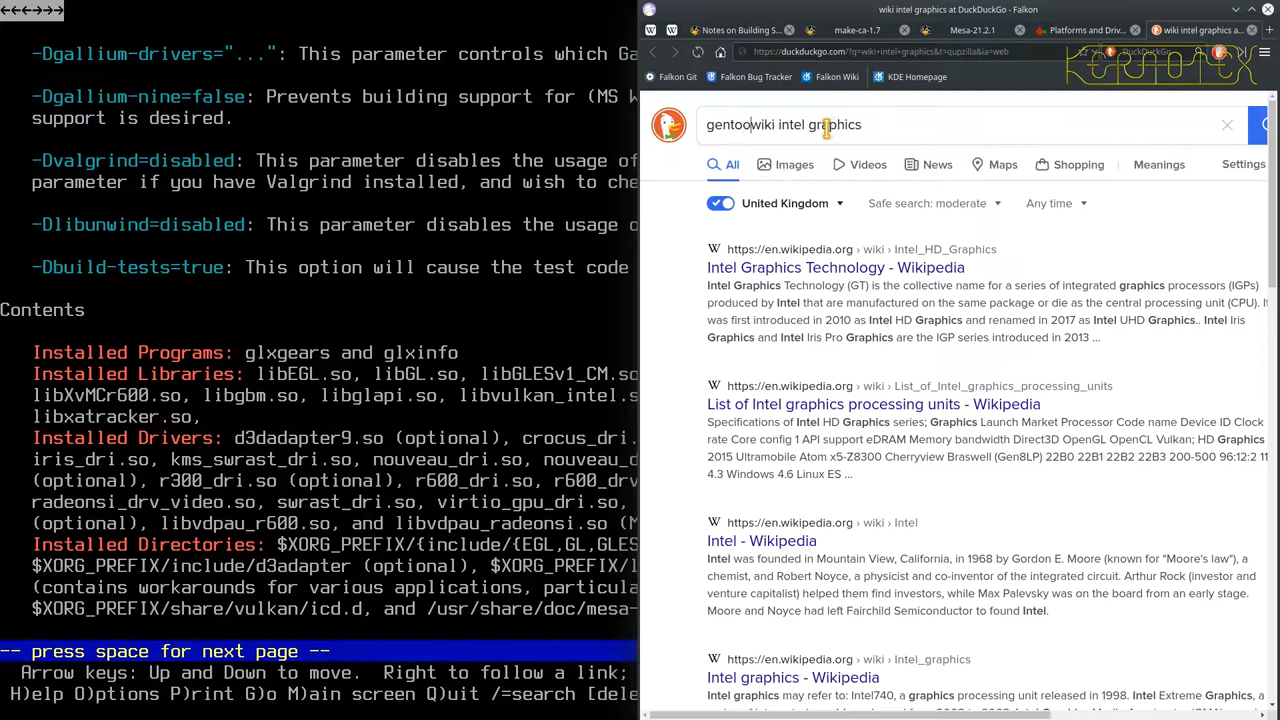 ←←←→→→
-Dgallium-drivers="...": This parameter controls which Ga
-Dgallium-nine=false: Prevents building support for (MS
support is desired.
-Dvalgrind=disabled: This parameter disables the usage of
parameter if you have Valgrind installed, and wish to che
-Dlibunwind=disabled: This parameter disables the usage o
-Dbuild-tests=true: This option will cause the test code
Contents
Installed Programs: glxgears and glxinfo
Installed Libraries: libEGL.so, libGL.so, libGLESv1_CM.so
libXvMCr600.so, libgbm.so, libglapi.so, libvulkan_intel.s
libxatracker.so,
Installed Drivers: d3dadapter9.so (optional), crocus_dri.
iris_dri.so, kms_swrast_dri.so, nouveau_dri.so, nouveau_d
(optional), r300_dri.so (optional), r600_dri.so, r600_drv
radeonsi_drv_video.so, swrast_dri.so, virtio_gpu_dri.so,
(optional), libvdpau_r600.so, and libvdpau_radeonsi.so (M
Installed Directories: $XORG_PREFIX/{include/{EGL,GL,GLES
$XORG_PREFIX/include/d3dadapter (optional), $XORG_PREFIX/l
(contains workarounds for various applications, particula
$XORG_PREFIX/share/vulkan/icd.d, and /usr/share/doc/mesa-
-- press space for next page --
Arrow keys: Up and Down to move. Right to follow a link;
H)elp O)ptions P)rint G)o M)ain screen Q)uit /=search [dele
wiki intel graphics at DuckDuckGo - Falkon
Notes on Building S
make-ca-1.7
Mesa-21.2.1
Platforms and Driv
wiki intel graphics a
https://duckduckgo.com/?q=wiki+intel+graphics&t=qupzilla&ia=web
DuckDuckGo
Falkon Git
Falkon Bug Tracker
Falkon Wiki
KDE Homepage
gentoowiki intel graphics
All
Images
Videos
News
Maps
Shopping
Meanings
Settings
United Kingdom
Safe search: moderate
Any time
W https://en.wikipedia.org › wiki › Intel_HD_Graphics
Intel Graphics Technology - Wikipedia
Intel Graphics Technology (GT) is the collective name for a series of integrated graphics processors (IGPs)
produced by Intel that are manufactured on the same package or die as the central processing unit (CPU). It
was first introduced in 2010 as Intel HD Graphics and renamed in 2017 as Intel UHD Graphics.. Intel Iris
Graphics and Intel Iris Pro Graphics are the IGP series introduced in 2013 ...
W https://en.wikipedia.org › wiki › List_of_Intel_graphics_processing_units
List of Intel graphics processing units - Wikipedia
Specifications of Intel HD Graphics series; Graphics Launch Market Processor Code name Device ID Clock
rate Core config 1 API support eDRAM Memory bandwidth Direct3D OpenGL OpenCL Vulkan; HD Graphics
2015 Ultramobile Atom x5-Z8300 Cherryview Braswell (Gen8LP) 22B0 22B1 22B2 22B3 200-500 96:12:2 11
4.3 Windows 4.6 Linux ES ...
W https://en.wikipedia.org › wiki › Intel
Intel - Wikipedia
Intel was founded in Mountain View, California, in 1968 by Gordon E. Moore (known for "Moore's law"), a
chemist, and Robert Noyce, a physicist and co-inventor of the integrated circuit. Arthur Rock (investor and
venture capitalist) helped them find investors, while Max Palevsky was on the board from an early stage.
Moore and Noyce had left Fairchild Semiconductor to found Intel.
W https://en.wikipedia.org › wiki › Intel_graphics
Intel graphics - Wikipedia
Intel graphics may refer to: Intel740, a graphics processing unit released in 1998. Intel Extreme Graphics, a